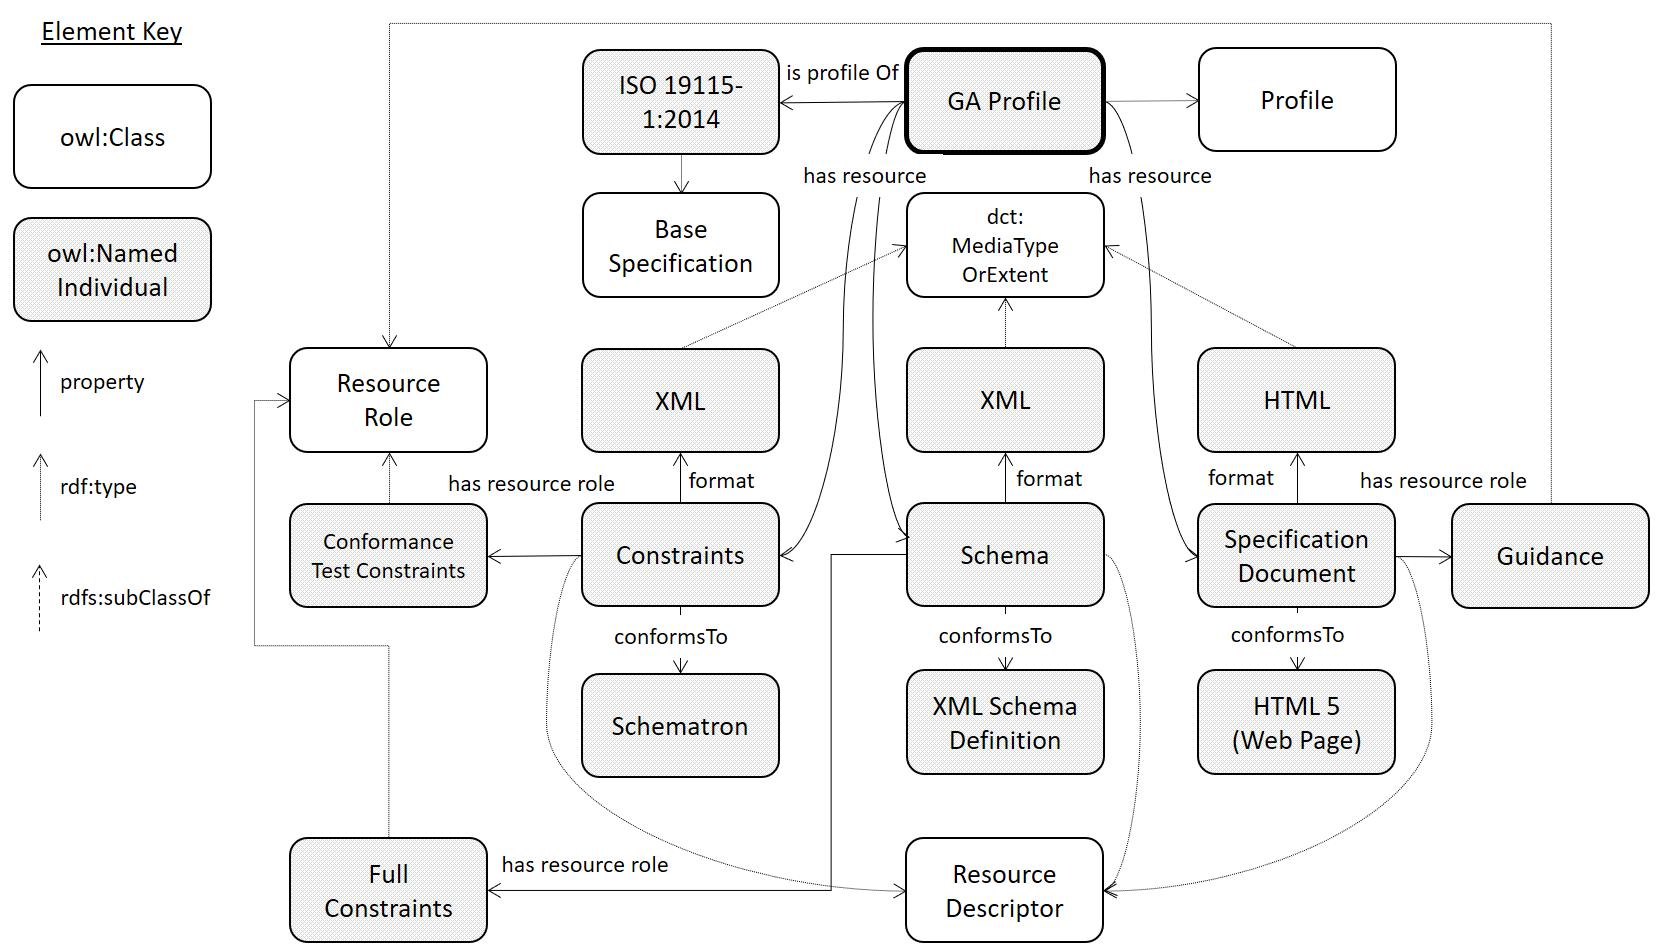 Element Key
owl:Class
owl:Named
Individual
property
rdf:type
rdfs:subClassOf
ISO 19115-
1:2014
is profile Of
GA Profile
Profile
has resource
has resource
Base
Specification
dct:
MediaType
OrExtent
Resource
Role
XML
XML
HTML
has resource role
format
format
format
has resource role
Conformance
Test Constraints
Constraints
Schema
Specification
Document
Guidance
conformsTo
conformsTo
conformsTo
Schematron
XML Schema
Definition
HTML 5
(Web Page)
Full
Constraints
has resource role
Resource
Descriptor